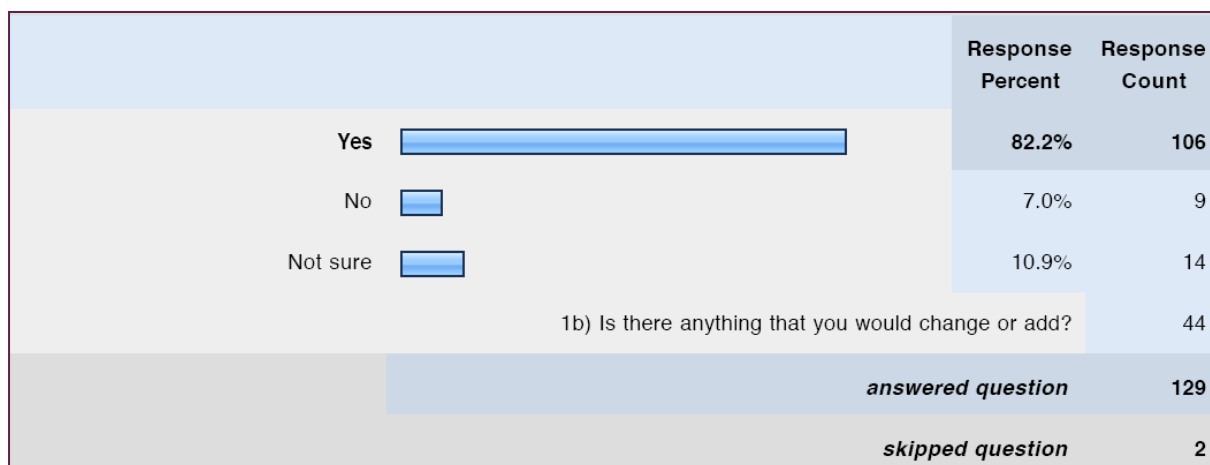 Response Response
Percent Count
Yes 82.2% 106
No 7.0% 9
Not sure 10.9% 14
1b) Is there anything that you would change or add? 44
answered question 129
skipped question 2